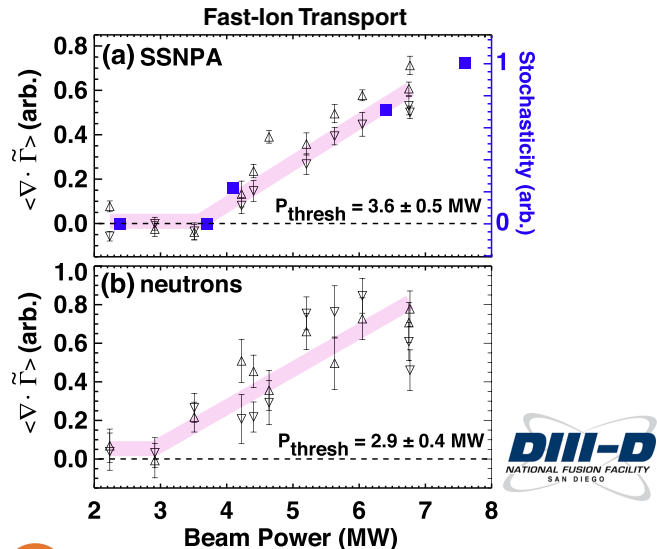 Fast-Ion Transport
(a) SSNPA
0.8
0.6
0.4
0.2
0.0
<∇· Γ̃> (arb.)
1
0
Stochasticity (arb.)
P_thresh = 3.6 ± 0.5 MW
(b) neutrons
1.0
0.8
0.6
0.4
0.2
0.0
<∇· Γ̃> (arb.)
P_thresh = 2.9 ± 0.4 MW
2 3 4 5 6 7 8
Beam Power (MW)
DIII-D
NATIONAL FUSION FACILITY
SAN DIEGO